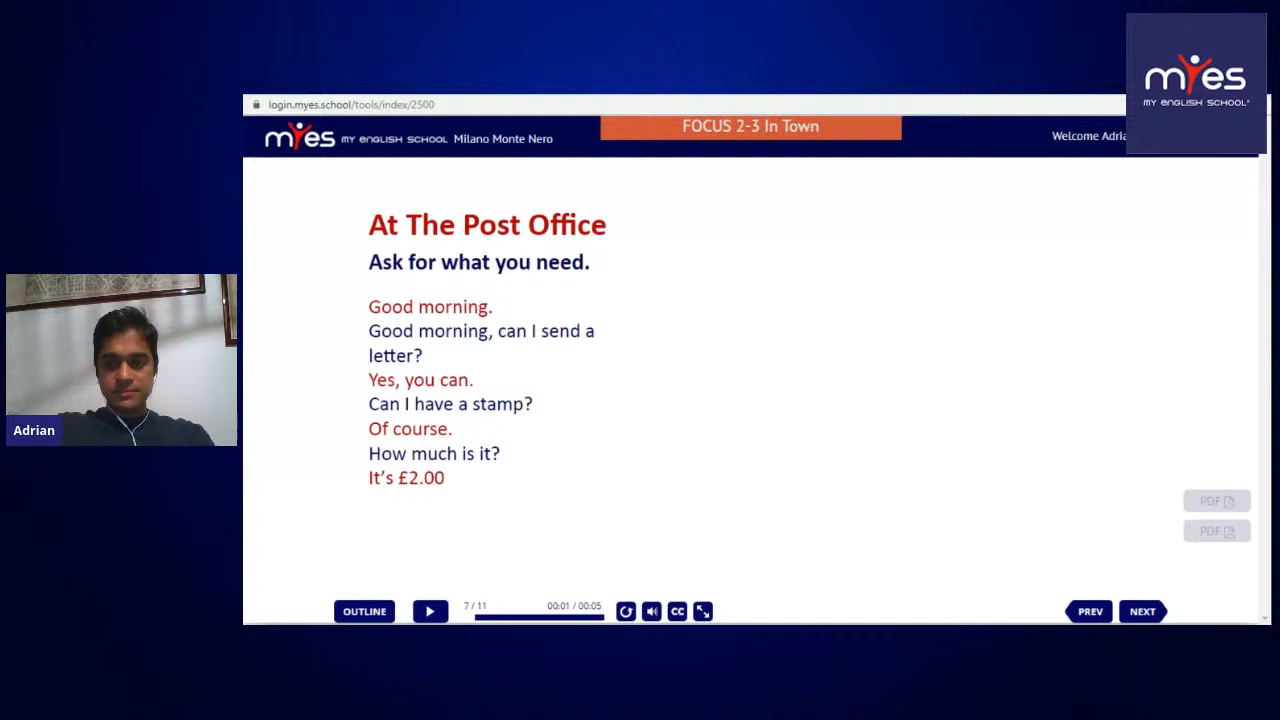 myes
MY ENGLISH SCHOOL®
login.myes.school/tools/index/2500
myes MY ENGLISH SCHOOL Milano Monte Nero
FOCUS 2-3 In Town
Welcome Adria
At The Post Office
Ask for what you need.
Good morning.
Good morning, can I send a
letter?
Yes, you can.
Can I have a stamp?
Of course.
How much is it?
It's £2.00
Adrian
PDF
PDF
OUTLINE
7 / 11
00:01 / 00:05
CC
PREV
NEXT